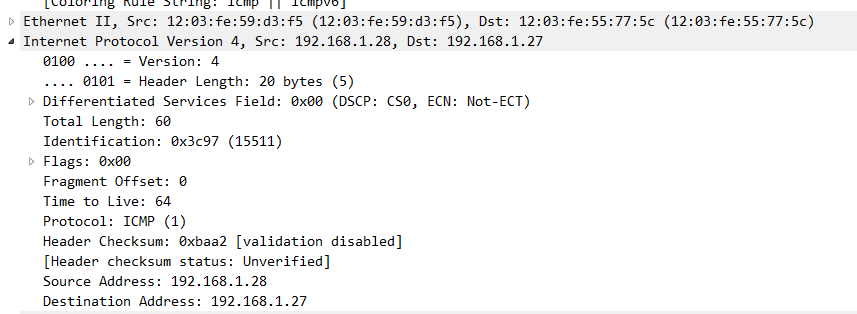 [Coloring Rule String: icmp || icmpv6]
Ethernet II, Src: 12:03:fe:59:d3:f5 (12:03:fe:59:d3:f5), Dst: 12:03:fe:55:77:5c (12:03:fe:55:77:5c)
Internet Protocol Version 4, Src: 192.168.1.28, Dst: 192.168.1.27
0100 .... = Version: 4
.... 0101 = Header Length: 20 bytes (5)
Differentiated Services Field: 0x00 (DSCP: CS0, ECN: Not-ECT)
Total Length: 60
Identification: 0x3c97 (15511)
Flags: 0x00
Fragment Offset: 0
Time to Live: 64
Protocol: ICMP (1)
Header Checksum: 0xbaa2 [validation disabled]
[Header checksum status: Unverified]
Source Address: 192.168.1.28
Destination Address: 192.168.1.27